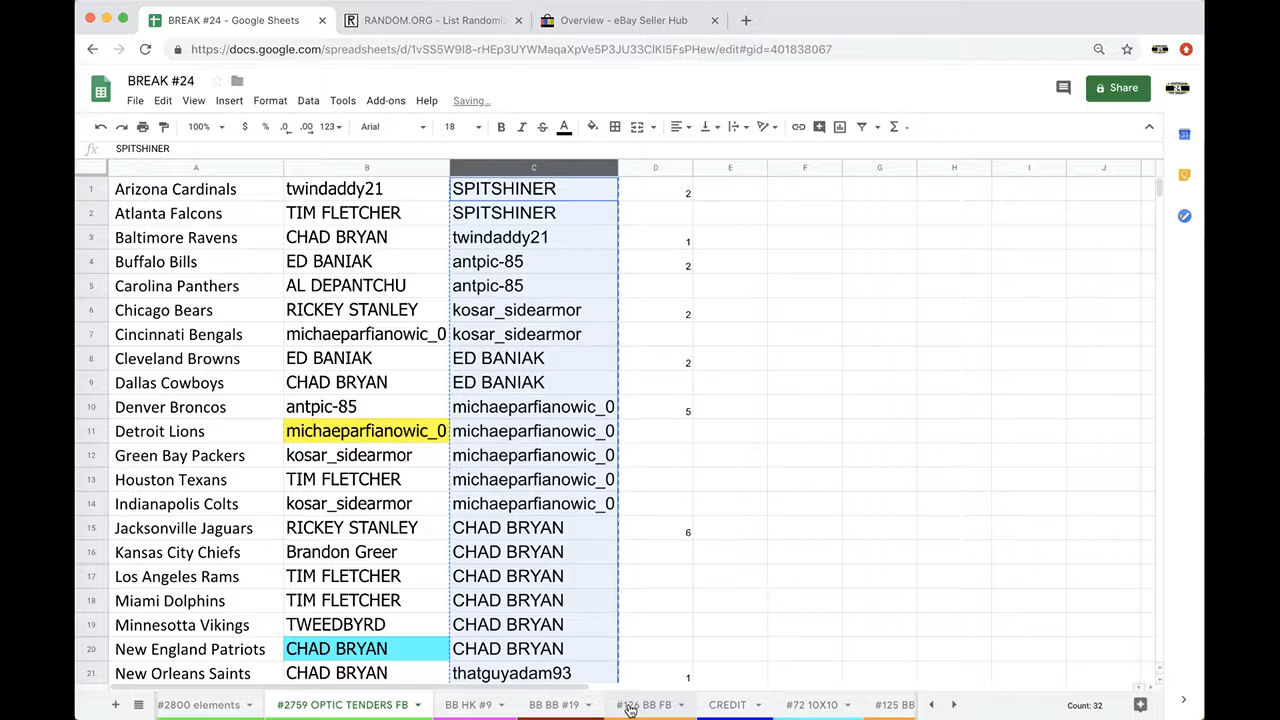 BREAK #24 - Google Sheets
RANDOM.ORG - List Randomi
Overview - eBay Seller Hub
https://docs.google.com/spreadsheets/d/1vSS5W9I8-rHEp3UYWMaqaXpVe5P3JU33ClKI5FsPHew/edit#gid=401838067
BREAK #24
File Edit View Insert Format Data Tools Add-ons Help Saving...
Share
100% $ % .0 .00 123 Arial 18 B I S A
fx SPITSHINER
A B C D E F G H I J
1 Arizona Cardinals twindaddy21 SPITSHINER 2
2 Atlanta Falcons TIM FLETCHER SPITSHINER
3 Baltimore Ravens CHAD BRYAN twindaddy21 1
4 Buffalo Bills ED BANIAK antpic-85 2
5 Carolina Panthers AL DEPANTCHU antpic-85
6 Chicago Bears RICKEY STANLEY kosar_sidearmor 2
7 Cincinnati Bengals michaeparfianowic_0 kosar_sidearmor
8 Cleveland Browns ED BANIAK ED BANIAK 2
9 Dallas Cowboys CHAD BRYAN ED BANIAK
10 Denver Broncos antpic-85 michaeparfianowic_0 5
11 Detroit Lions michaeparfianowic_0 michaeparfianowic_0
12 Green Bay Packers kosar_sidearmor michaeparfianowic_0
13 Houston Texans TIM FLETCHER michaeparfianowic_0
14 Indianapolis Colts kosar_sidearmor michaeparfianowic_0
15 Jacksonville Jaguars RICKEY STANLEY CHAD BRYAN 6
16 Kansas City Chiefs Brandon Greer CHAD BRYAN
17 Los Angeles Rams TIM FLETCHER CHAD BRYAN
18 Miami Dolphins TIM FLETCHER CHAD BRYAN
19 Minnesotta Vikings TWEEDBYRD CHAD BRYAN
20 New England Patriots CHAD BRYAN CHAD BRYAN
21 New Orleans Saints CHAD BRYAN thatguyadam93 1
#2800 elements #2759 OPTIC TENDERS FB BB HK #9 BB BB #19 #126 BB FB CREDIT #72 10X10 #125 BB Count: 32